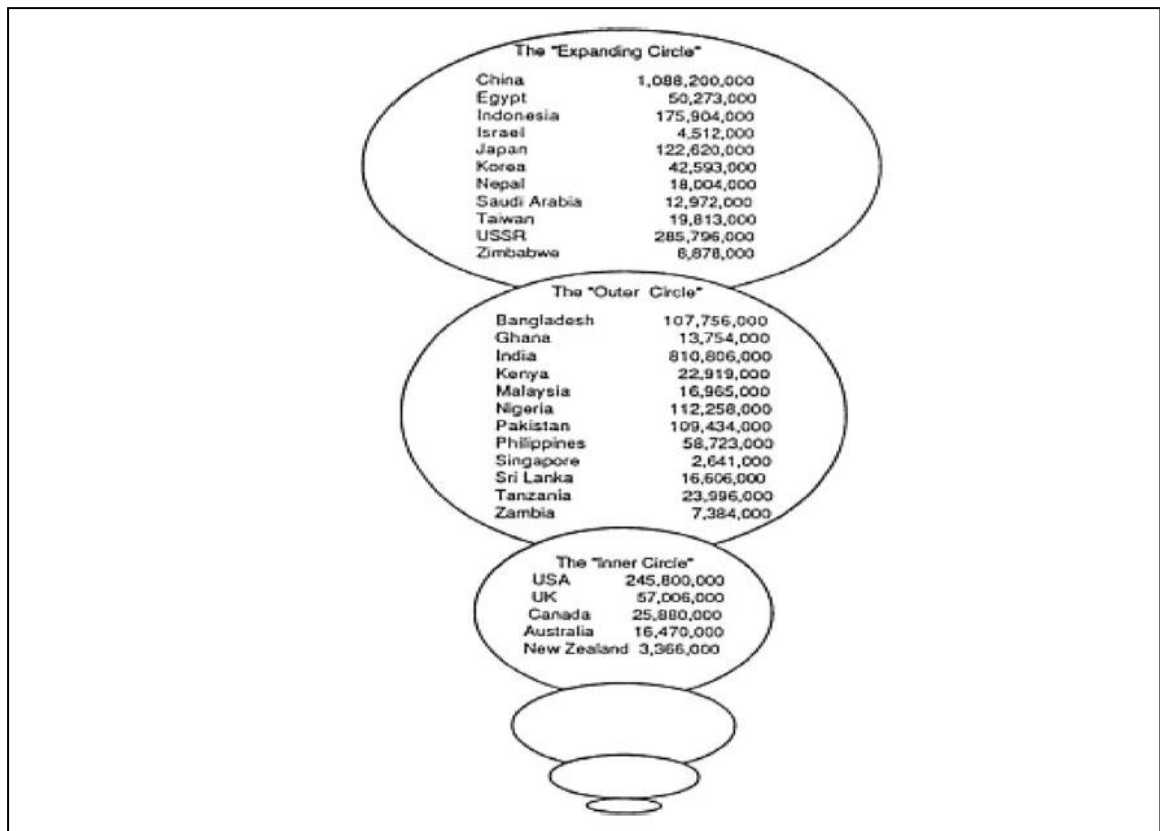 The "Expanding Circle"
China 1,088,200,000
Egypt 50,273,000
Indonesia 175,904,000
Israel 4,512,000
Japan 122,620,000
Korea 42,593,000
Nepal 18,004,000
Saudi Arabia 12,972,000
Taiwan 19,813,000
USSR 285,796,000
Zimbabwe 8,878,000
The "Outer Circle"
Bangladesh 107,756,000
Ghana 13,754,000
India 810,806,000
Kenya 22,919,000
Malaysia 16,965,000
Nigeria 112,258,000
Pakistan 109,434,000
Philippines 58,723,000
Singapore 2,641,000
Sri Lanka 16,606,000
Tanzania 23,996,000
Zambia 7,384,000
The "Inner Circle"
USA 245,800,000
UK 57,006,000
Canada 25,880,000
Australia 16,470,000
New Zealand 3,366,000